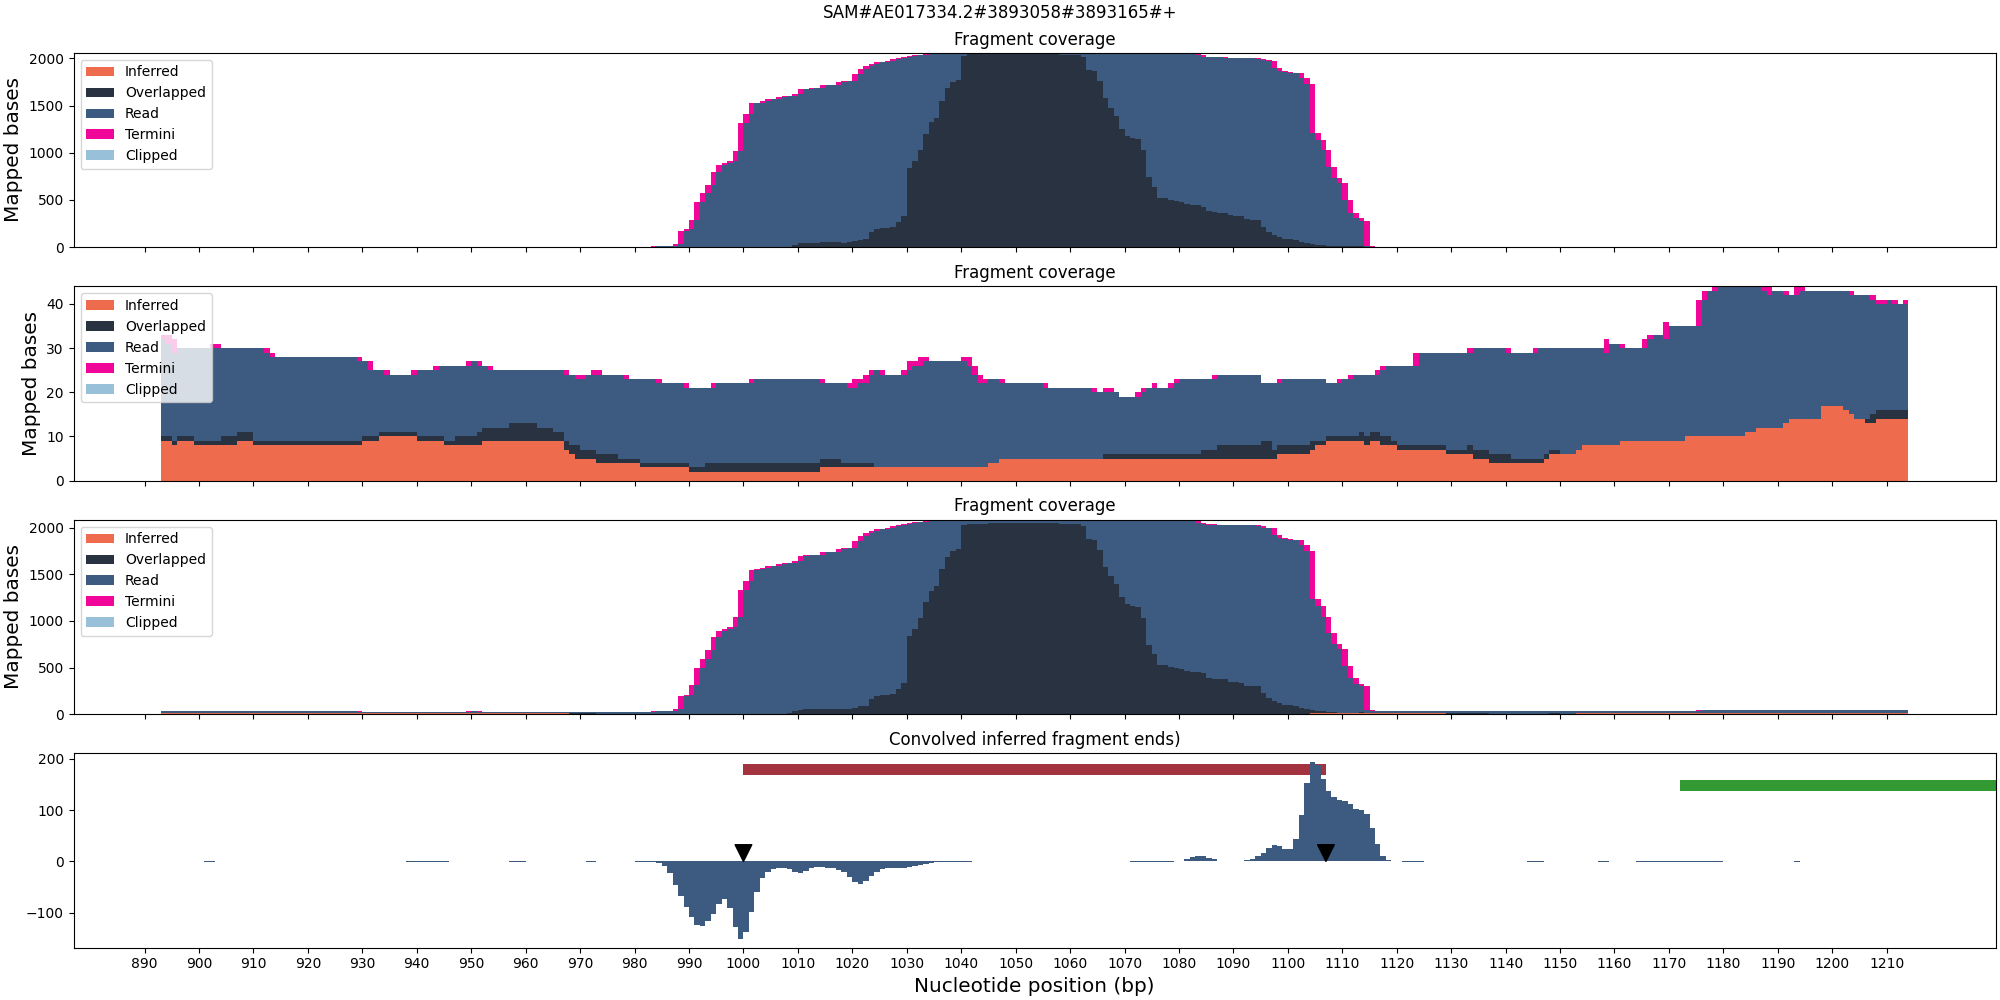 SAM#AE017334.2#3893058#3893165#+
Fragment coverage
Mapped bases
2000
1500
1000
500
0
Inferred
Overlapped
Read
Termini
Clipped
Fragment coverage
Mapped bases
40
30
20
10
0
Inferred
Overlapped
Read
Termini
Clipped
Fragment coverage
Mapped bases
2000
1500
1000
500
0
Inferred
Overlapped
Read
Termini
Clipped
Convolved inferred fragment ends)
200
100
0
−100
890 900 910 920 930 940 950 960 970 980 990 1000 1010 1020 1030 1040 1050 1060 1070 1080 1090 1100 1110 1120 1130 1140 1150 1160 1170 1180 1190 1200 1210
Nucleotide position (bp)